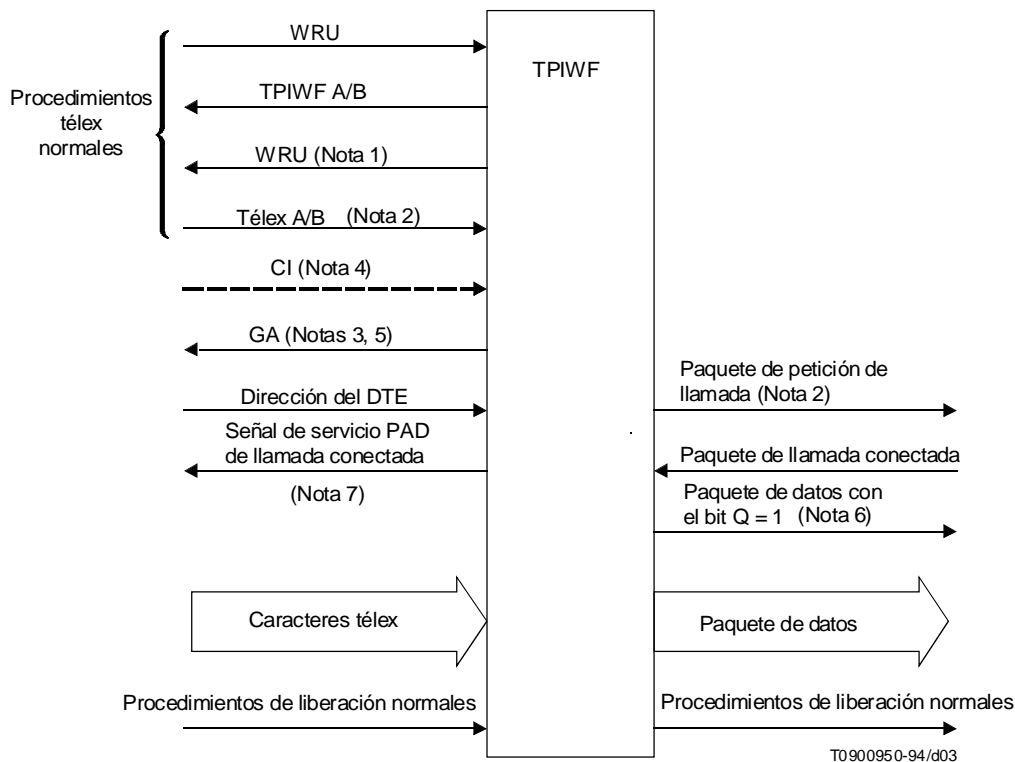 WRU
TPIWF
Procedimientos
télex
normales
TPIWF A/B
WRU (Nota 1)
Télex A/B (Nota 2)
CI (Nota 4)
GA (Notas 3, 5)
Paquete de petición de
llamada (Nota 2)
Dirección del DTE
Señal de servicio PAD
de llamada conectada
(Nota 7)
Paquete de llamada conectada
Paquete de datos con
el bit Q = 1 (Nota 6)
Caracteres télex
Paquete de datos
Procedimientos de liberación normales
Procedimientos de liberación normales
T0900950-94/d03